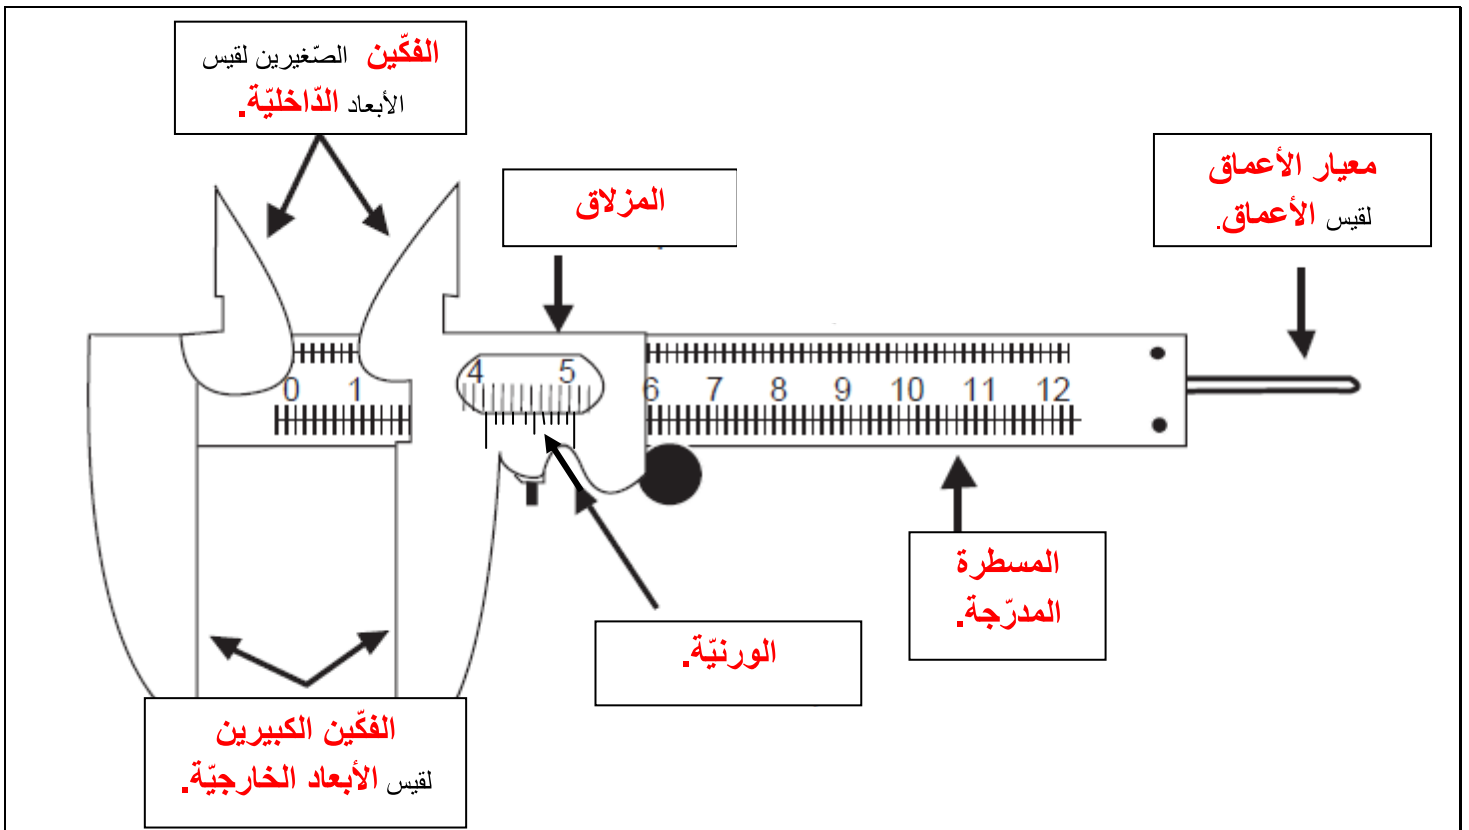 الفكّين الصّغيرين لقيس
الأبعاد الدّاخليّة.
معيار الأعماق
لقيس الأعماق.
المزلاق
4 5
0 1
6 7 8 9 10 11 12
المسطرة
المدرّجة.
الورنيّة.
الفكّين الكبيرين
لقيس الأبعاد الخارجيّة.